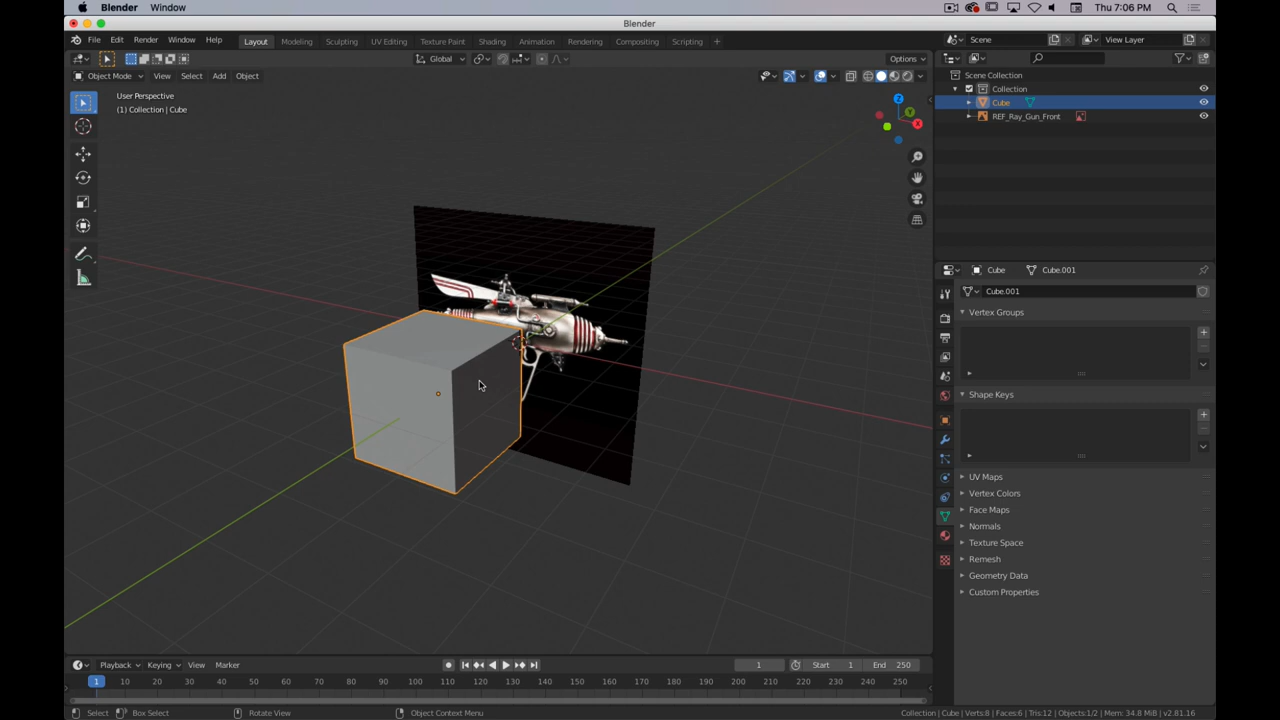 Blender Window Thu 7:06 PM
Blender
File Edit Render Window Help Layout Modeling Sculpting UV Editing Texture Paint Shading Animation Rendering Compositing Scripting + Scene View Layer
Global Options
Object Mode View Select Add Object
User Perspective
(1) Collection | Cube
Z
Y
X
Scene Collection
Collection
Cube
REF_Ray_Gun_Front
Cube Cube.001
Cube.001
Vertex Groups
Shape Keys
UV Maps
Vertex Colors
Face Maps
Normals
Texture Space
Remesh
Geometry Data
Custom Properties
Playback Keying View Marker 1 Start 1 End 250
1 10 20 30 40 50 60 70 80 90 100 110 120 130 140 150 160 170 180 190 200 210 220 230 240 250
Select Box Select Rotate View Object Context Menu Collection | Cube | Verts:8 | Faces:6 | Tris:12 | Objects:1/2 | Mem: 34.8 MiB | v2.81.16